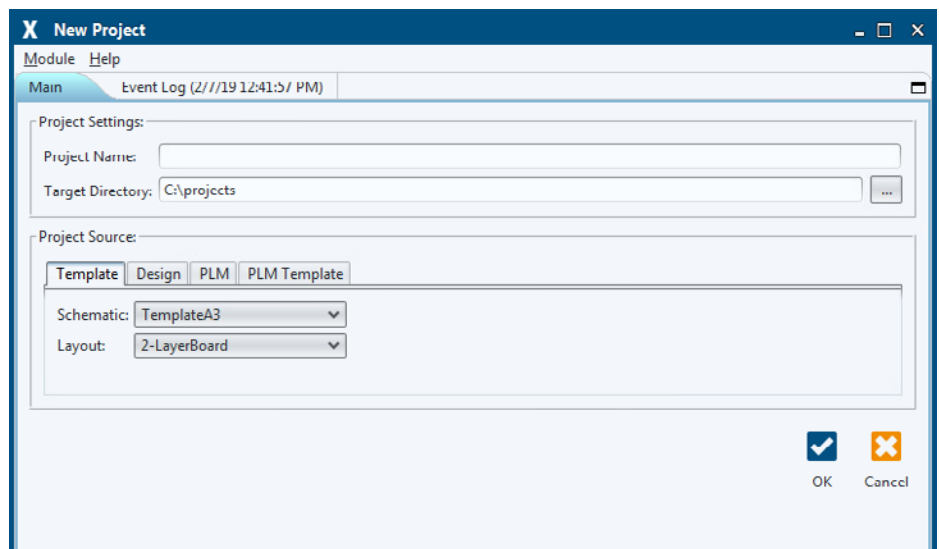 X New Project
Module Help
Main Event Log (2/7/19 12:41:57 PM)
Project Settings:
Project Name:
Target Directory: C:\projects ...
Project Source:
Template Design PLM PLM Template
Schematic: TemplateA3
Layout: 2-LayerBoard
OK Cancel